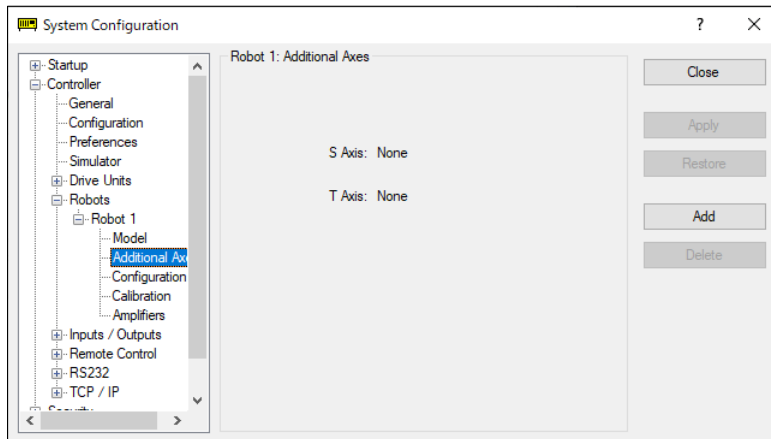 System Configuration
? ×
Startup
Controller
General
Configuration
Preferences
Simulator
Drive Units
Robots
Robot 1
Model
Additional Ax
Configuration
Calibration
Amplifiers
Inputs / Outputs
Remote Control
RS232
TCP / IP
Security
Robot 1: Additional Axes
S Axis: None
T Axis: None
Close
Apply
Restore
Add
Delete